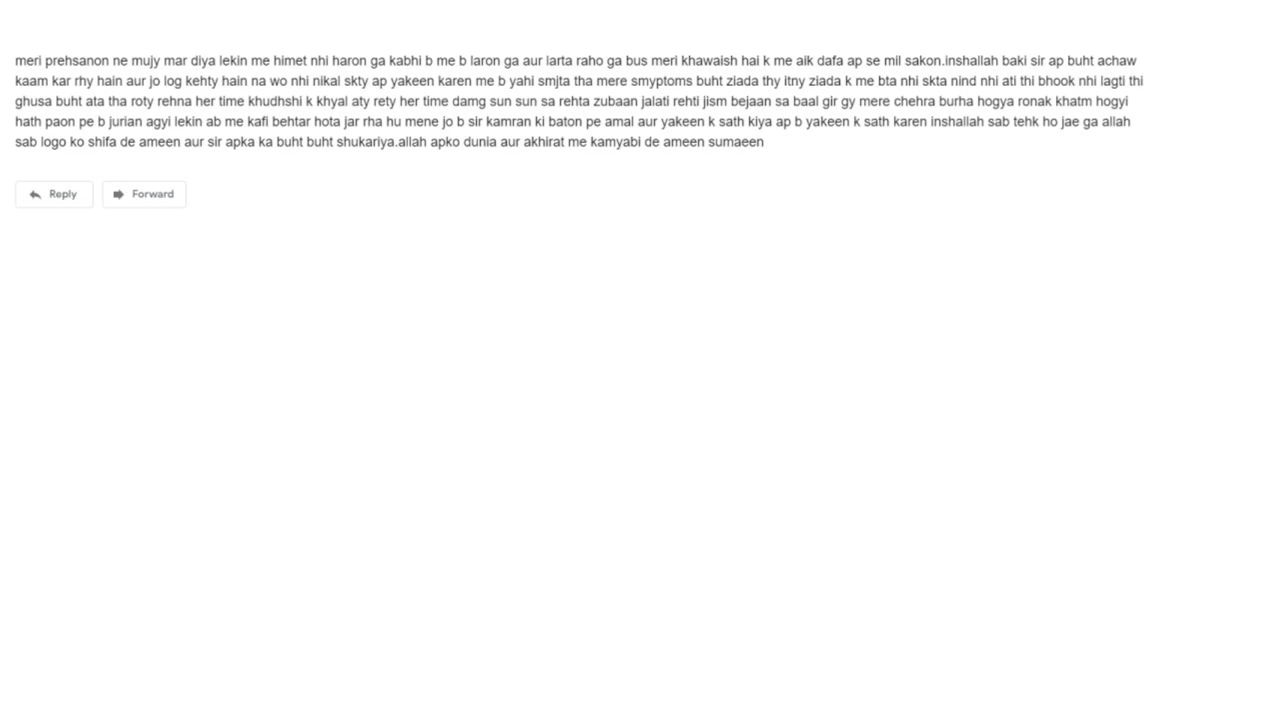 meri prehsanon ne mujy mar diya lekin me himet nhi haron ga kabhi b me b laron ga aur larta raho ga bus meri khawaish hai k me aik dafa ap se mil sakon.inshallah baki sir ap buht achaw
kaam kar rhy hain aur jo log kehty hain na wo nhi nikal skty ap yakeen karen me b yahi smjta tha mere smyptoms buht ziada thy itny ziada k me bta nhi skta nind nhi ati thi bhook nhi lagti thi
ghusa buht ata tha roty rehna her time khudhshi k khyal aty rety her time damg sun sun sa rehta zubaan jalati rehti jism bejaan sa baal gir gy mere chehra burha hogya ronak khatm hogyi
hath paon pe b jurian agyi lekin ab me kafi behtar hota jar rha hu mene jo b sir kamran ki baton pe amal aur yakeen k sath kiya ap b yakeen k sath karen inshallah sab tehk ho jae ga allah
sab logo ko shifa de ameen aur sir apka ka buht buht shukariya.allah apko dunia aur akhirat me kamyabi de ameen sumaeen
Reply Forward